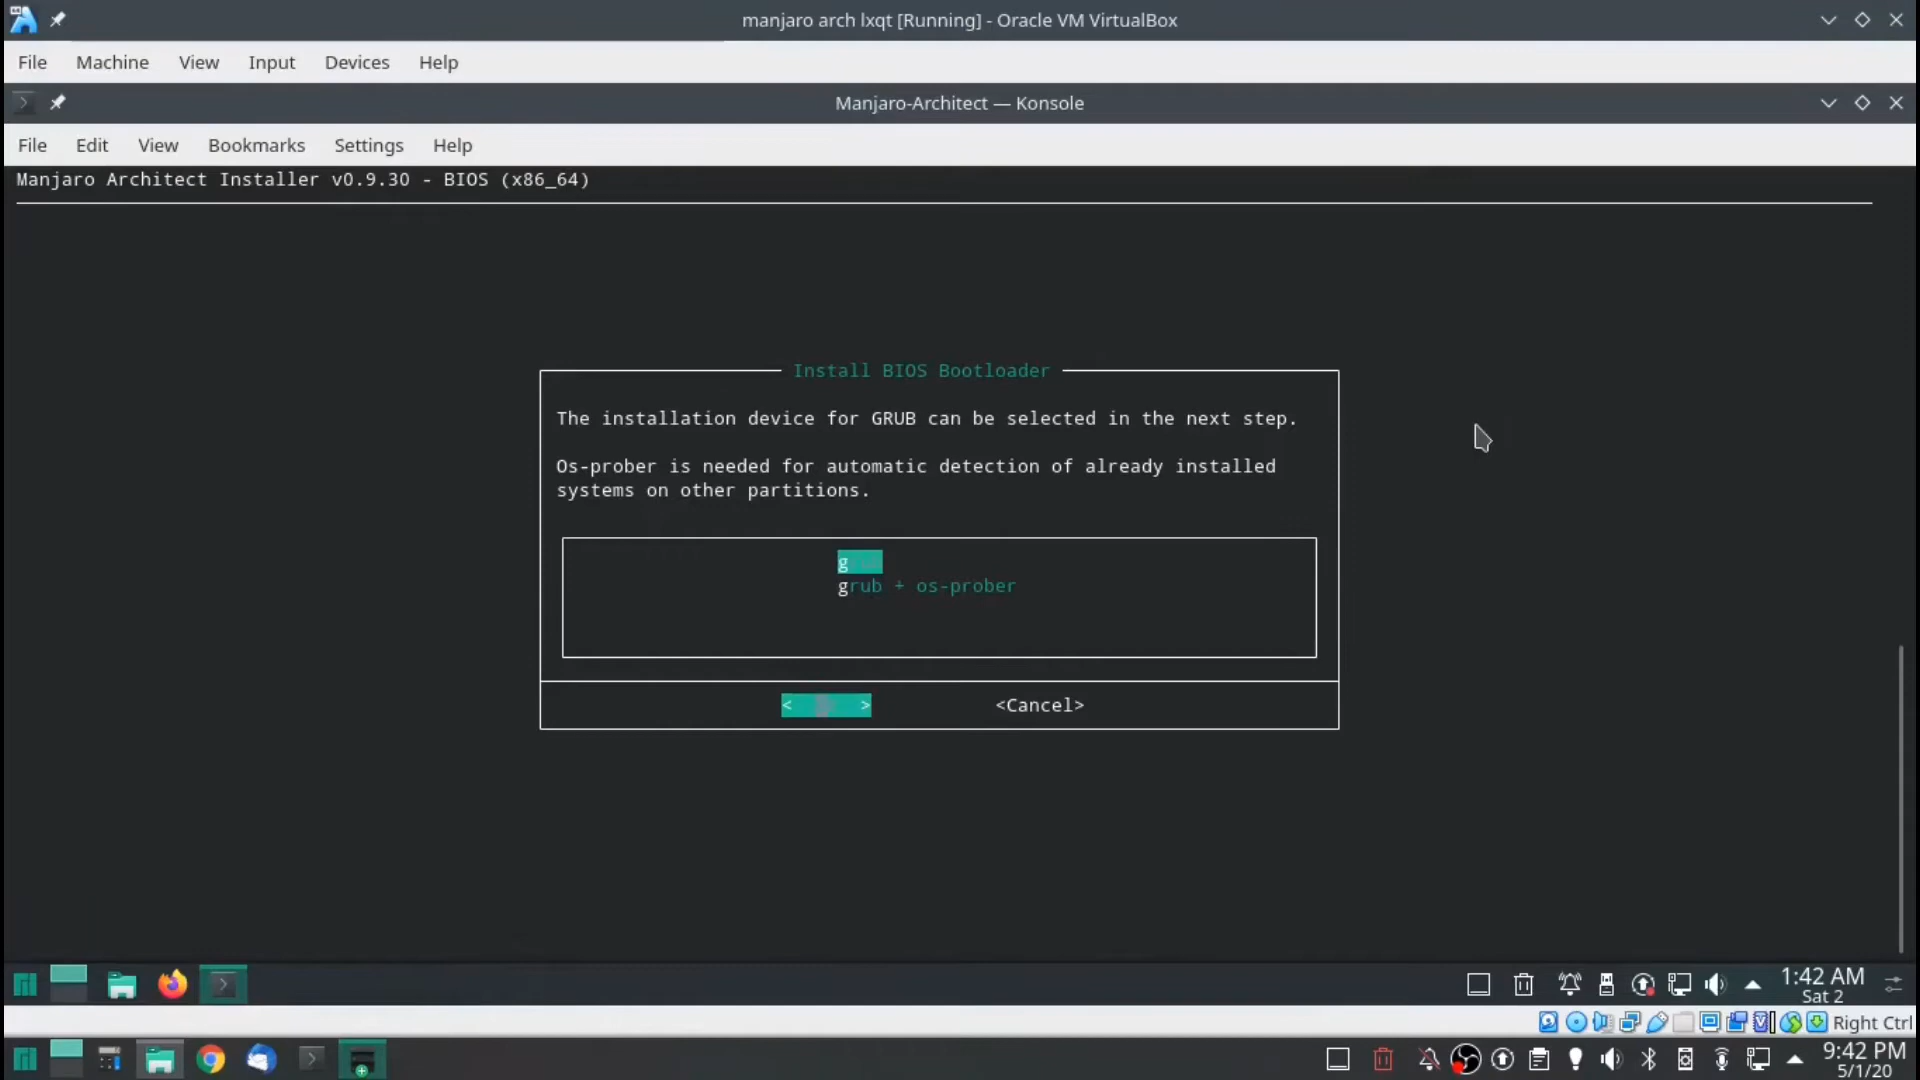 manjaro arch lxqt [Running] - Oracle VM VirtualBox
File Machine View Input Devices Help
Manjaro-Architect — Konsole
File Edit View Bookmarks Settings Help
Manjaro Architect Installer v0.9.30 - BIOS (x86_64)
Install BIOS Bootloader
The installation device for GRUB can be selected in the next step.
Os-prober is needed for automatic detection of already installed
systems on other partitions.
g
grub + os-prober
< > <Cancel>
1:42 AM
Sat 2
Right Ctrl
9:42 PM
5/1/20